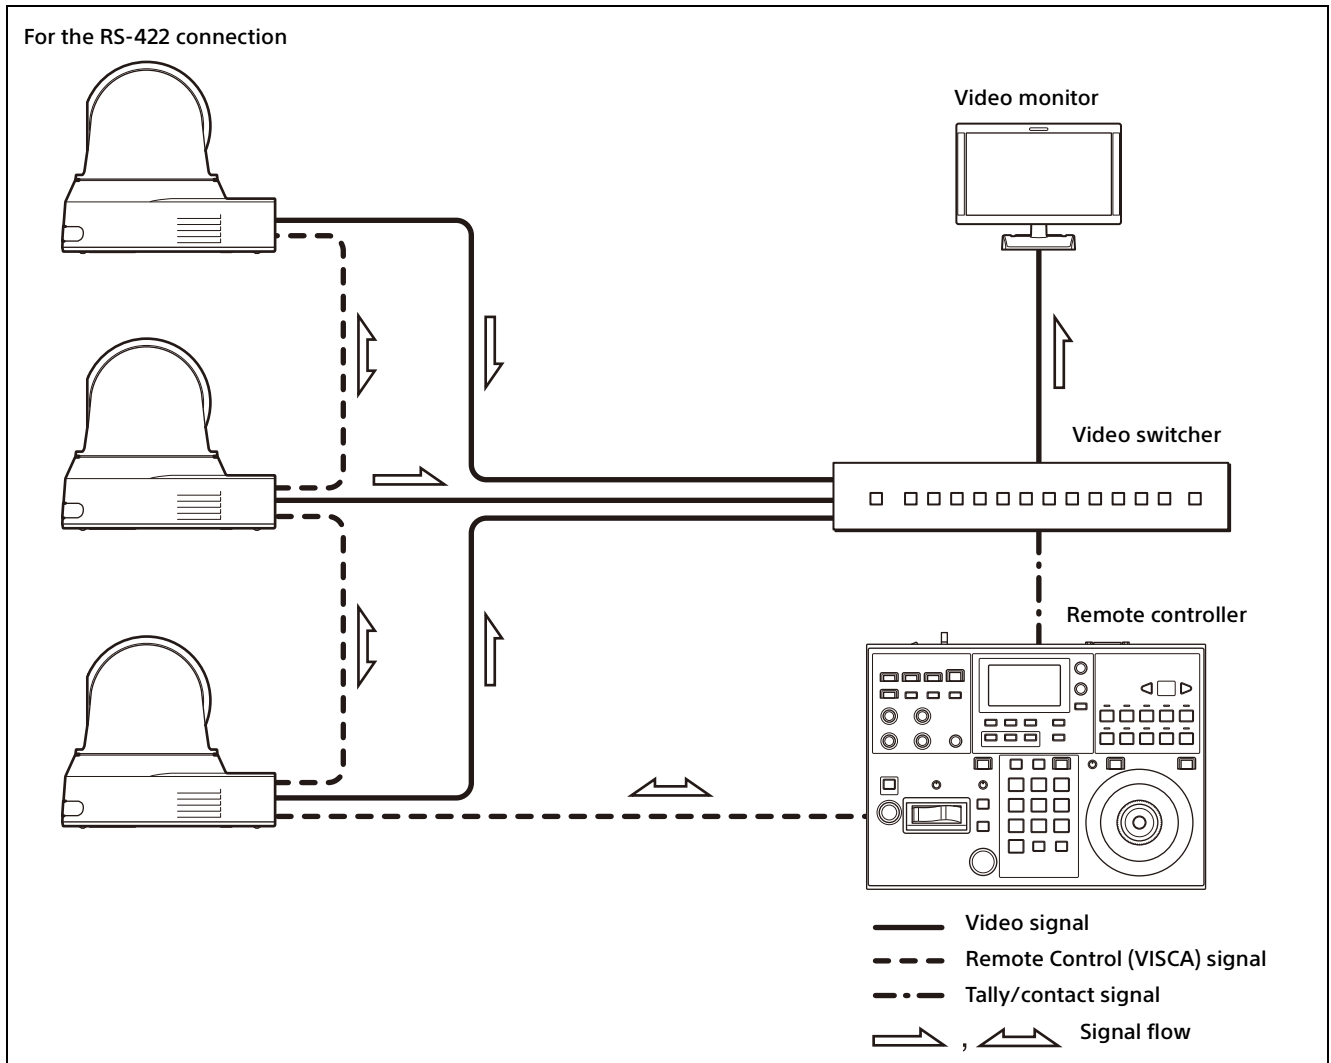 For the RS-422 connection
Video monitor
Video switcher
Remote controller
Video signal
Remote Control (VISCA) signal
Tally/contact signal
, Signal flow